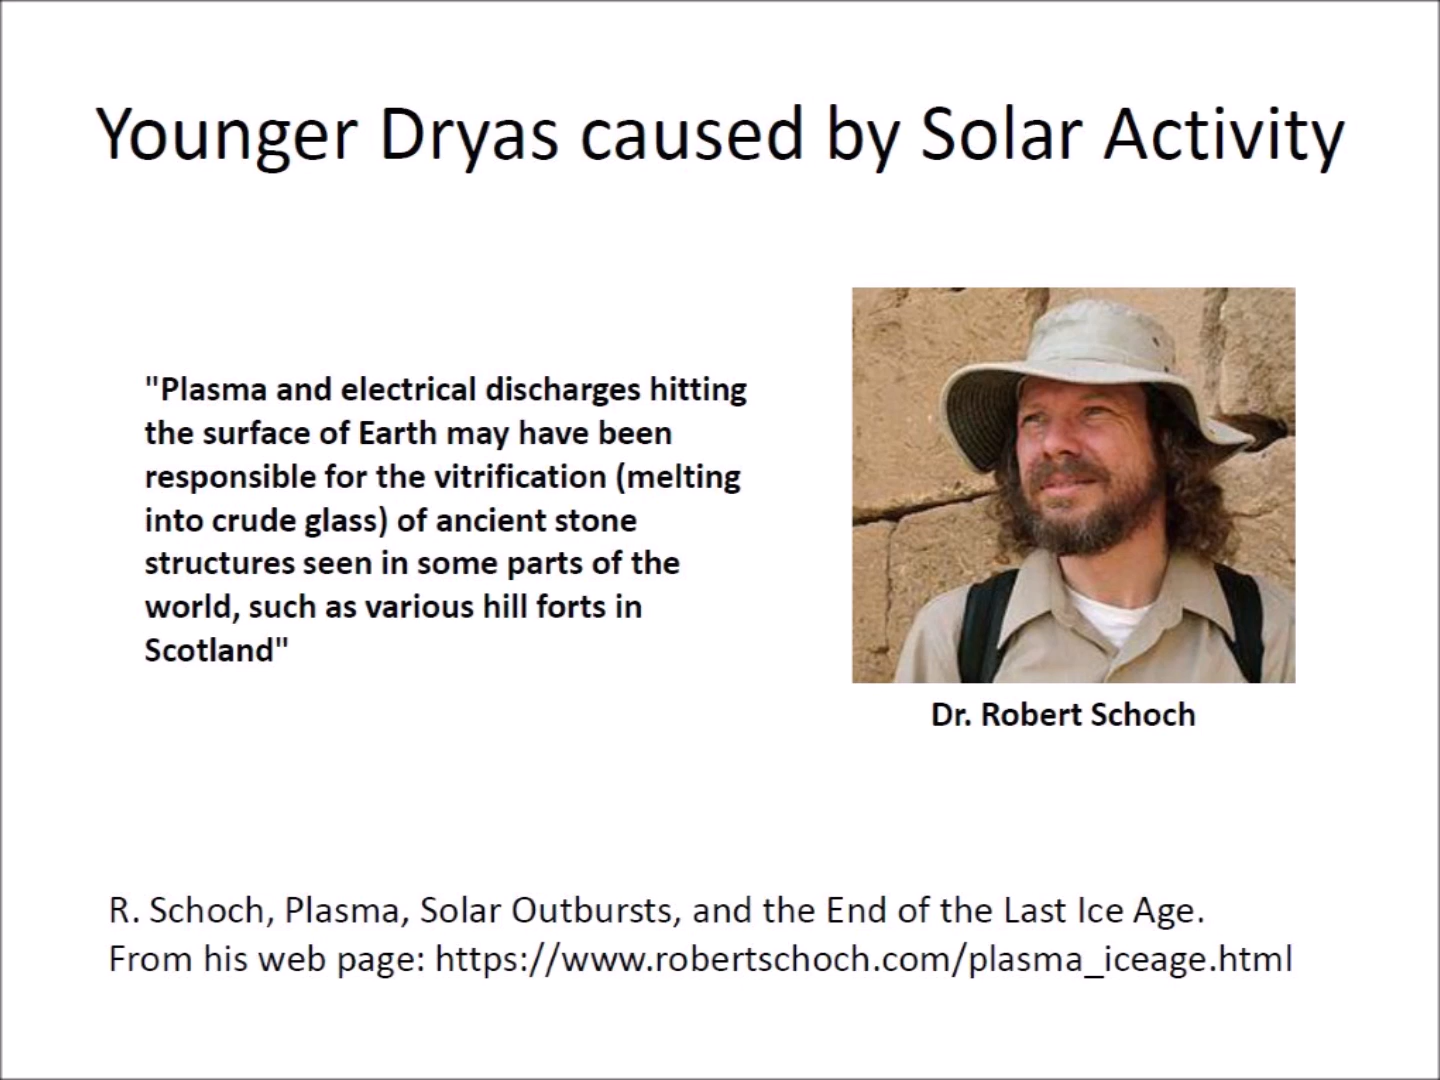 Younger Dryas caused by Solar Activity
"Plasma and electrical discharges hitting
the surface of Earth may have been
responsible for the vitrification (melting
into crude glass) of ancient stone
structures seen in some parts of the
world, such as various hill forts in
Scotland"
Dr. Robert Schoch
R. Schoch, Plasma, Solar Outbursts, and the End of the Last Ice Age.
From his web page: https://www.robertschoch.com/plasma_iceage.html